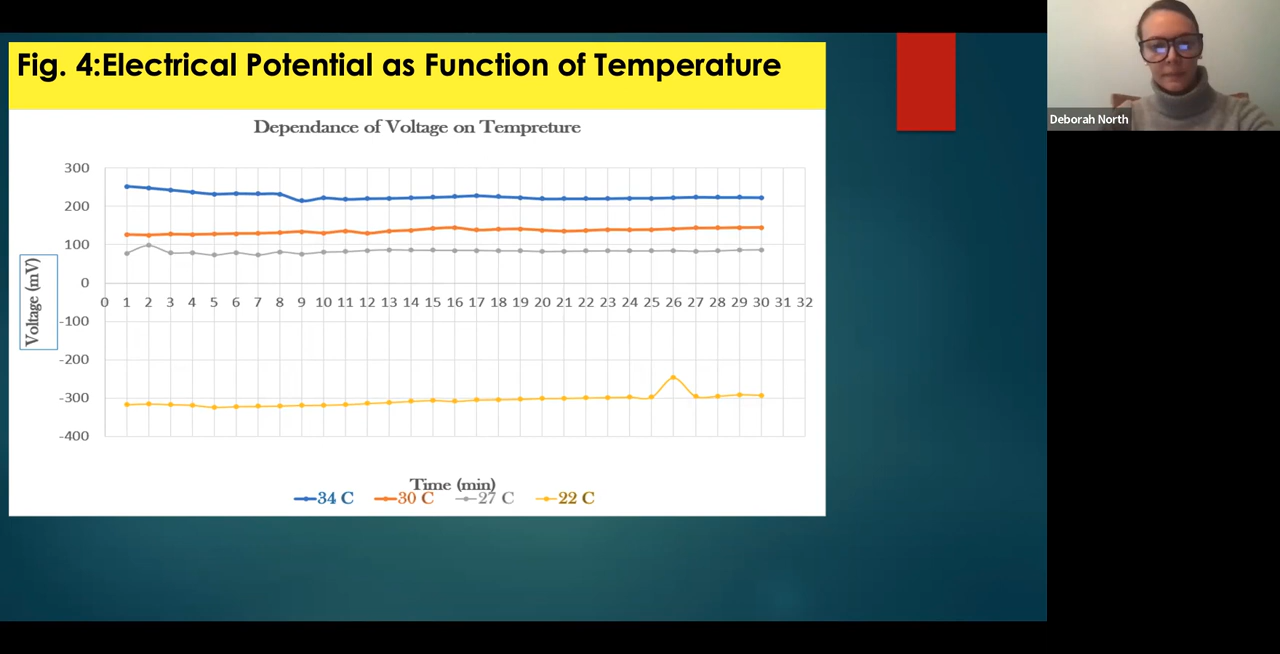 Fig. 4:Electrical Potential as Function of Temperature
Deborah North
Dependance of Voltage on Tempreture
300
200
100
0
-100
-200
-300
-400
Voltage (mV)
0 1 2 3 4 5 6 7 8 9 10 11 12 13 14 15 16 17 18 19 20 21 22 23 24 25 26 27 28 29 30 31 32
Time (min)
34 C 30 C 27 C 22 C